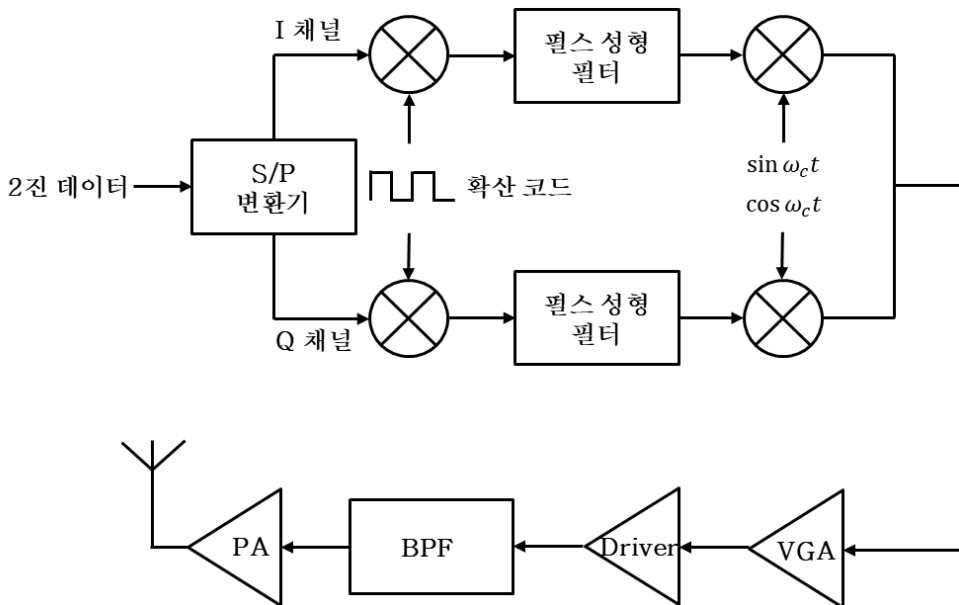 I 채널
펄스 성형
필터
2진 데이터
S/P
변환기
확산 코드
sin ω_c t
cos ω_c t
Q 채널
펄스 성형
필터
PA
BPF
Driver
VGA